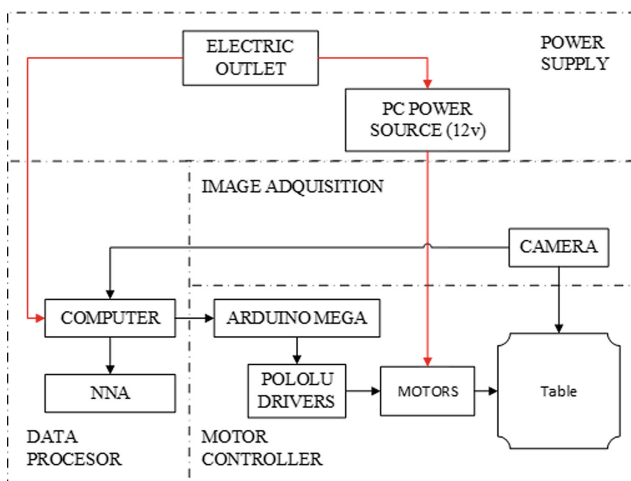 ELECTRIC
OUTLET
POWER
SUPPLY
PC POWER
SOURCE (12v)
IMAGE ADQUISITION
CAMERA
COMPUTER
ARDUINO MEGA
NNA
POLOLU
DRIVERS
MOTORS
Table
DATA
PROCESOR
MOTOR
CONTROLLER